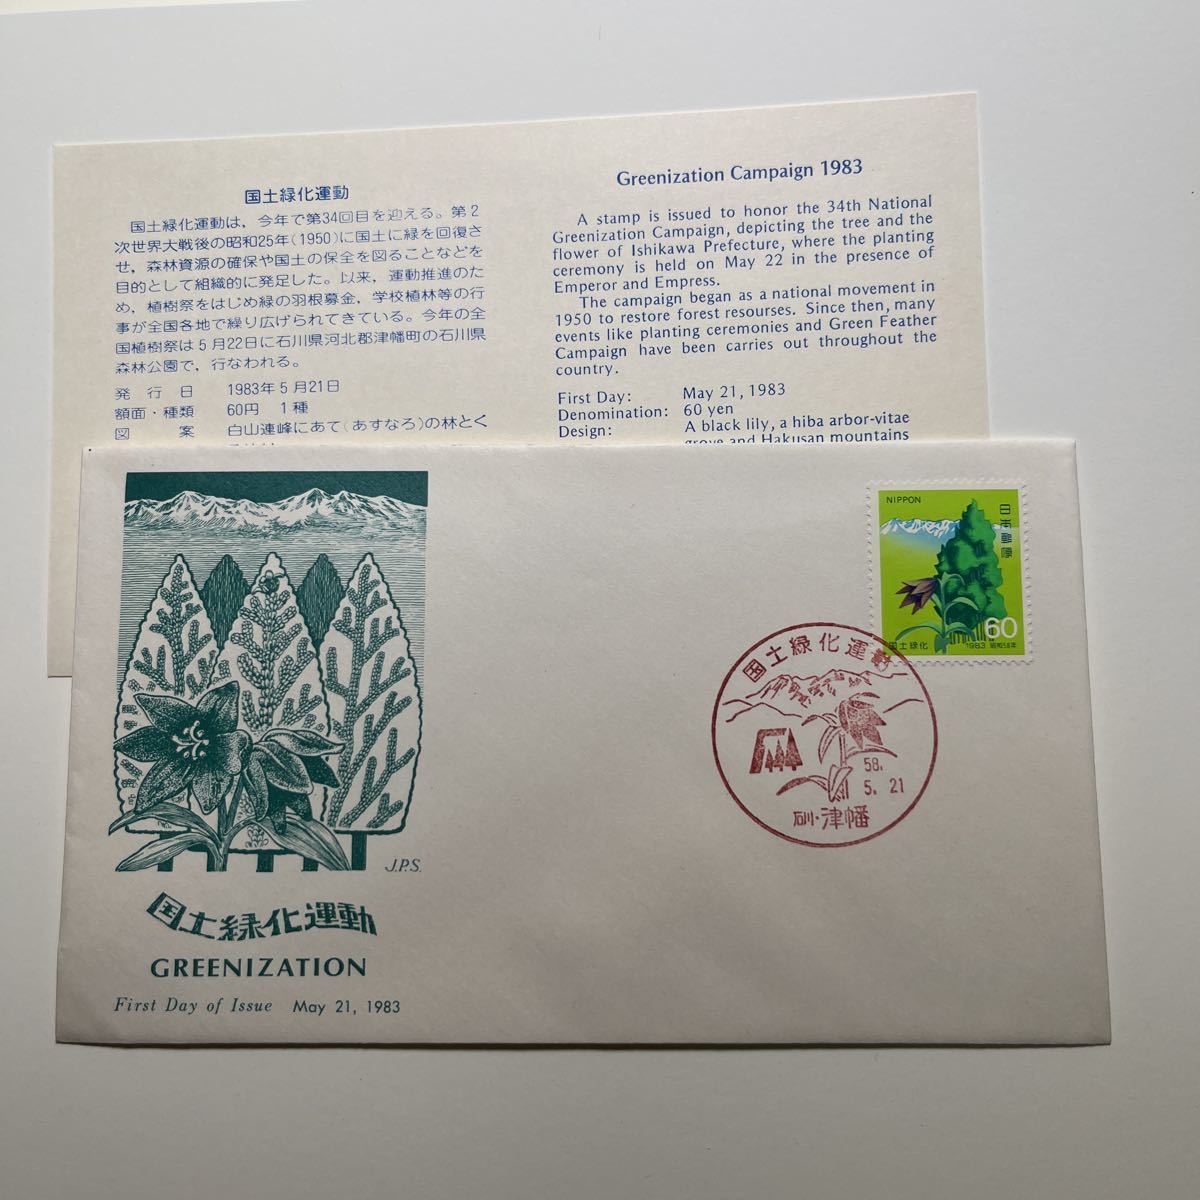 国土緑化運動
国土緑化運動は，今年で第34回目を迎える。第2
次世界大戦後の昭和25年(1950)に国土に緑を回復さ
せ，森林資源の確保や国土の保全を図ることなどを
目的として組織的に発足した。以来，運動推進のた
め，植樹祭をはじめ緑の羽根募金，学校植林等の行
事が全国各地で繰り広げられてきている。今年の全
国植樹祭は5月22日に石川県河北郡津幡町の石川県
森林公園で，行なわれる。
発行日 1983年5月21日
額面・種類 60円 1種
図案 白山連峰にあて(あすなろ)の林とく
Greenization Campaign 1983
A stamp is issued to honor the 34th National
Greenization Campaign, depicting the tree and the
flower of Ishikawa Prefecture, where the planting
ceremony is held on May 22 in the presence of
Emperor and Empress.
The campaign began as a national movement in
1950 to restore forest resourses. Since then, many
events like planting ceremonies and Green Feather
Campaign have been carries out throughout the
country.
First Day: May 21, 1983
Denomination: 60 yen
Design: A black lily, a hiba arbor-vitae
grove and Hakusan mountains
NIPPON
日本郵便
60
国土緑化
1983 昭和58年
国土緑化運動
58.
5. 21
石川・津幡
J.P.S.
国土緑化運動
GREENIZATION
First Day of Issue May 21, 1983